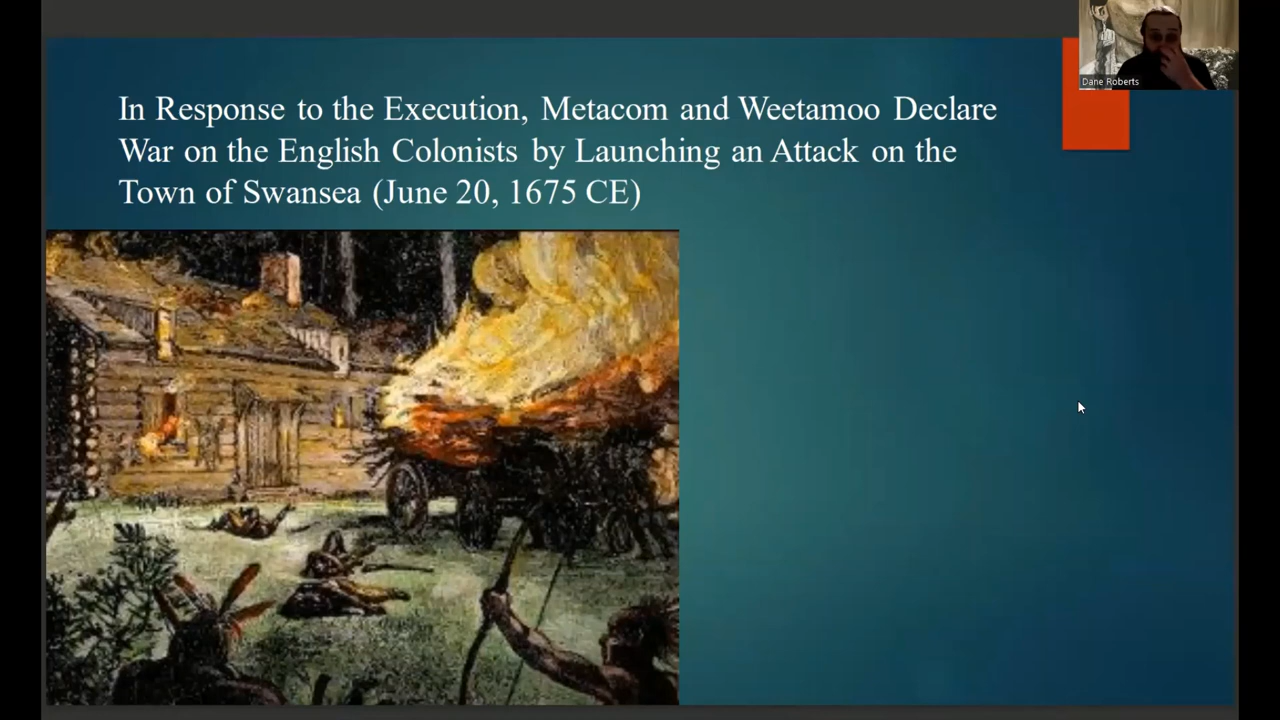 In Response to the Execution, Metacom and Weetamoo Declare
War on the English Colonists by Launching an Attack on the
Town of Swansea (June 20, 1675 CE)
Dane Roberts